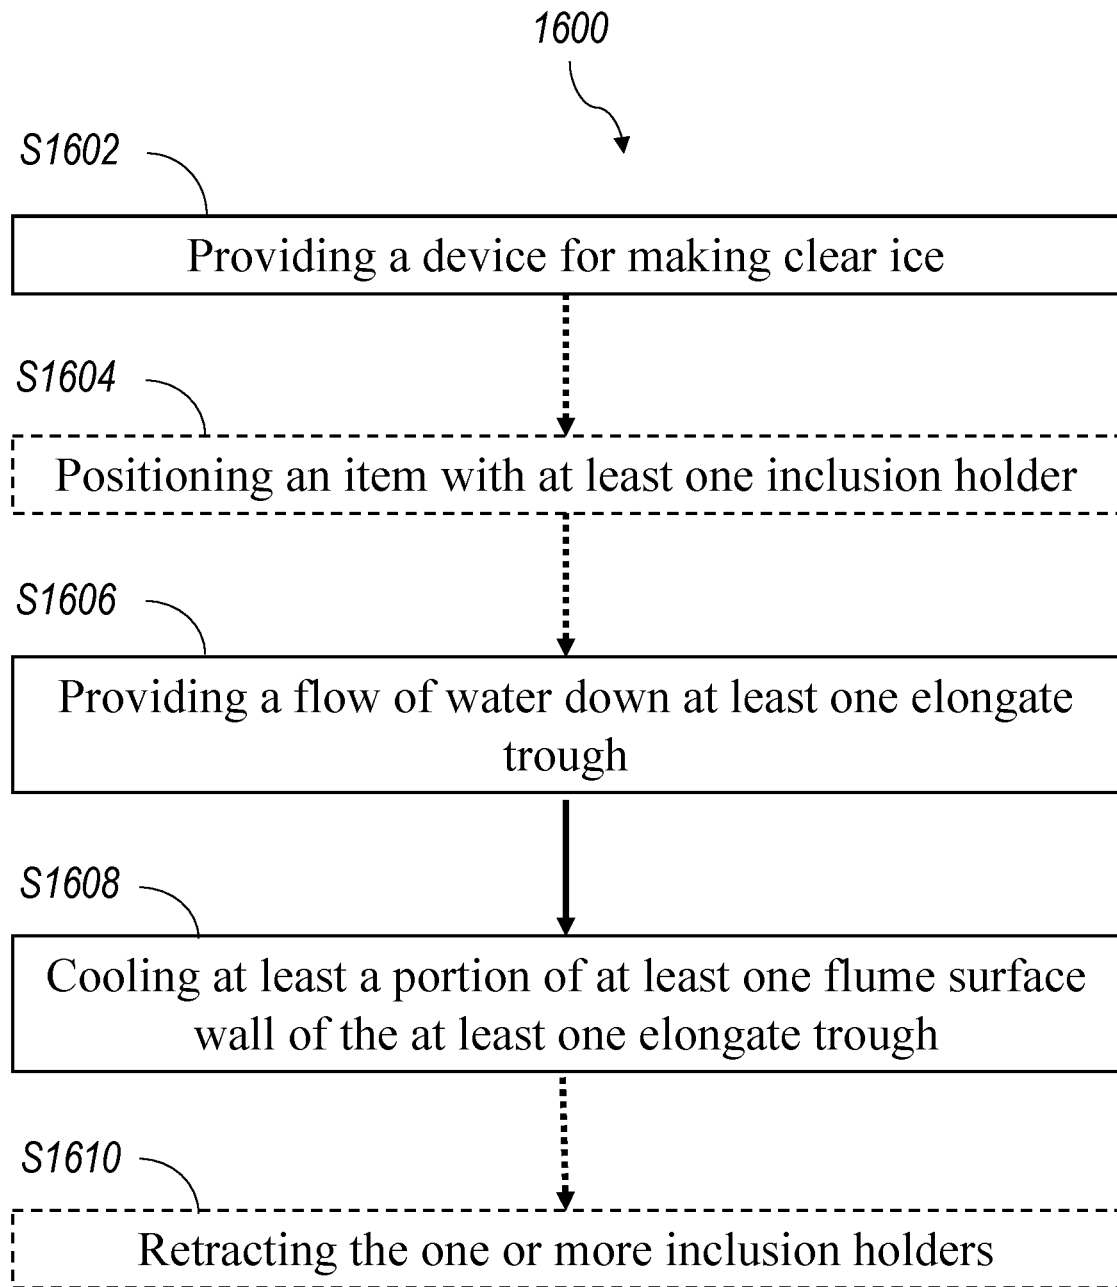 1600
S1602
Providing a device for making clear ice
S1604
Positioning an item with at least one inclusion holder
S1606
Providing a flow of water down at least one elongate
trough
S1608
Cooling at least a portion of at least one flume surface
wall of the at least one elongate trough
S1610
Retracting the one or more inclusion holders